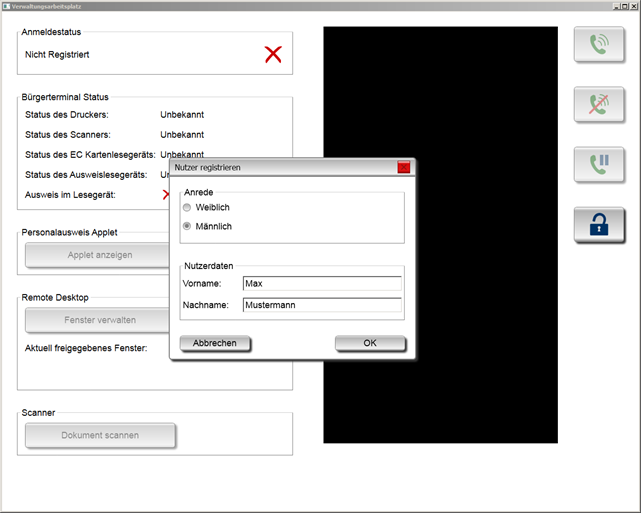 Verwaltungsarbeitsplatz
Anmeldestatus
Nicht Registriert
Bürgerterminal Status
Status des Druckers: Unbekannt
Status des Scanners: Unbekannt
Status des EC Kartenlesegeräts: Unbekannt
Status des Ausweislesegeräts: Unbekannt
Ausweis im Lesegerät:
Personalausweis Applet
Applet anzeigen
Remote Desktop
Fenster verwalten
Aktuell freigegebenes Fenster:
Scanner
Dokument scannen
Nutzer registrieren
Anrede
Weiblich
Männlich
Nutzerdaten
Vorname: Max
Nachname: Mustermann
Abbrechen OK